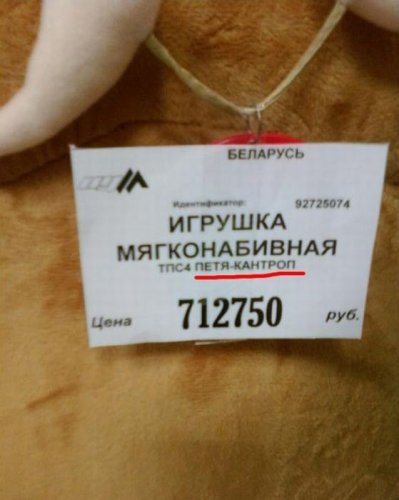 БЕЛАРУСЬ
Идентификатор: 92725074
ИГРУШКА
МЯГКОНАБИВНАЯ
ТПС4 ПЕТЯ-КАНТРОП
Цена 712750 руб.